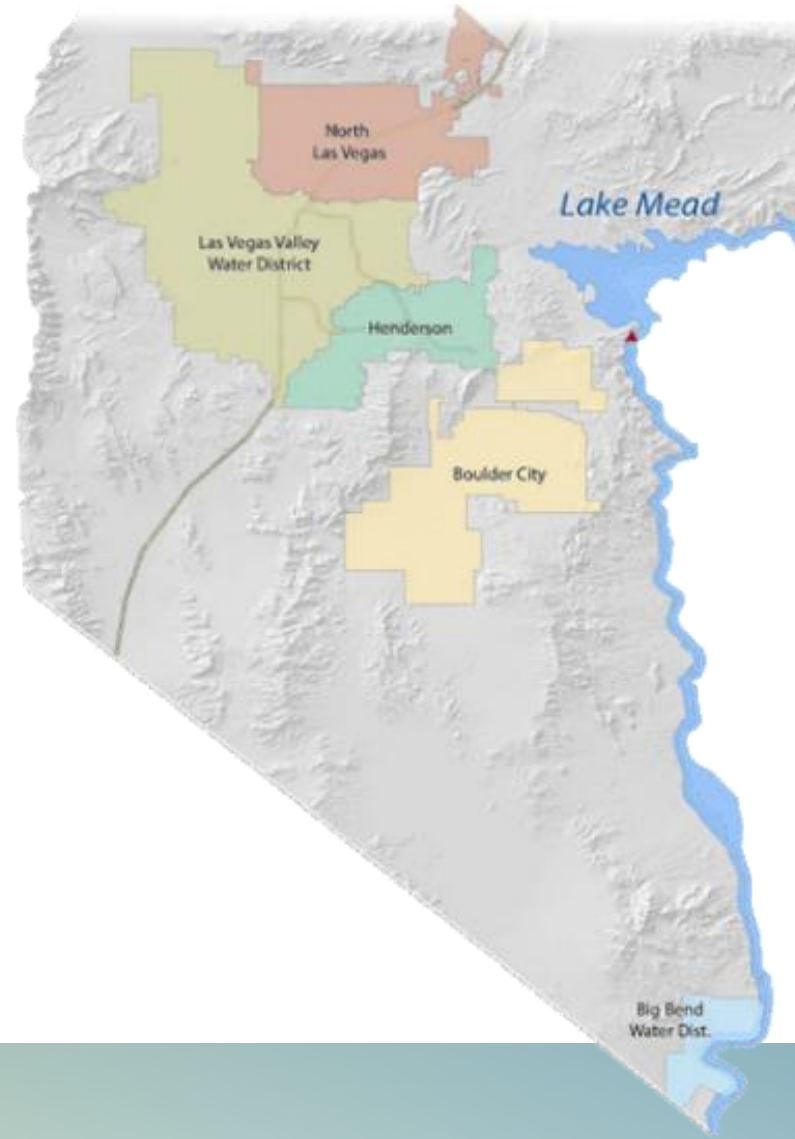 North
Las Vegas
Lake Mead
Las Vegas Valley
Water District
Henderson
Boulder City
Big Bend
Water Dist.